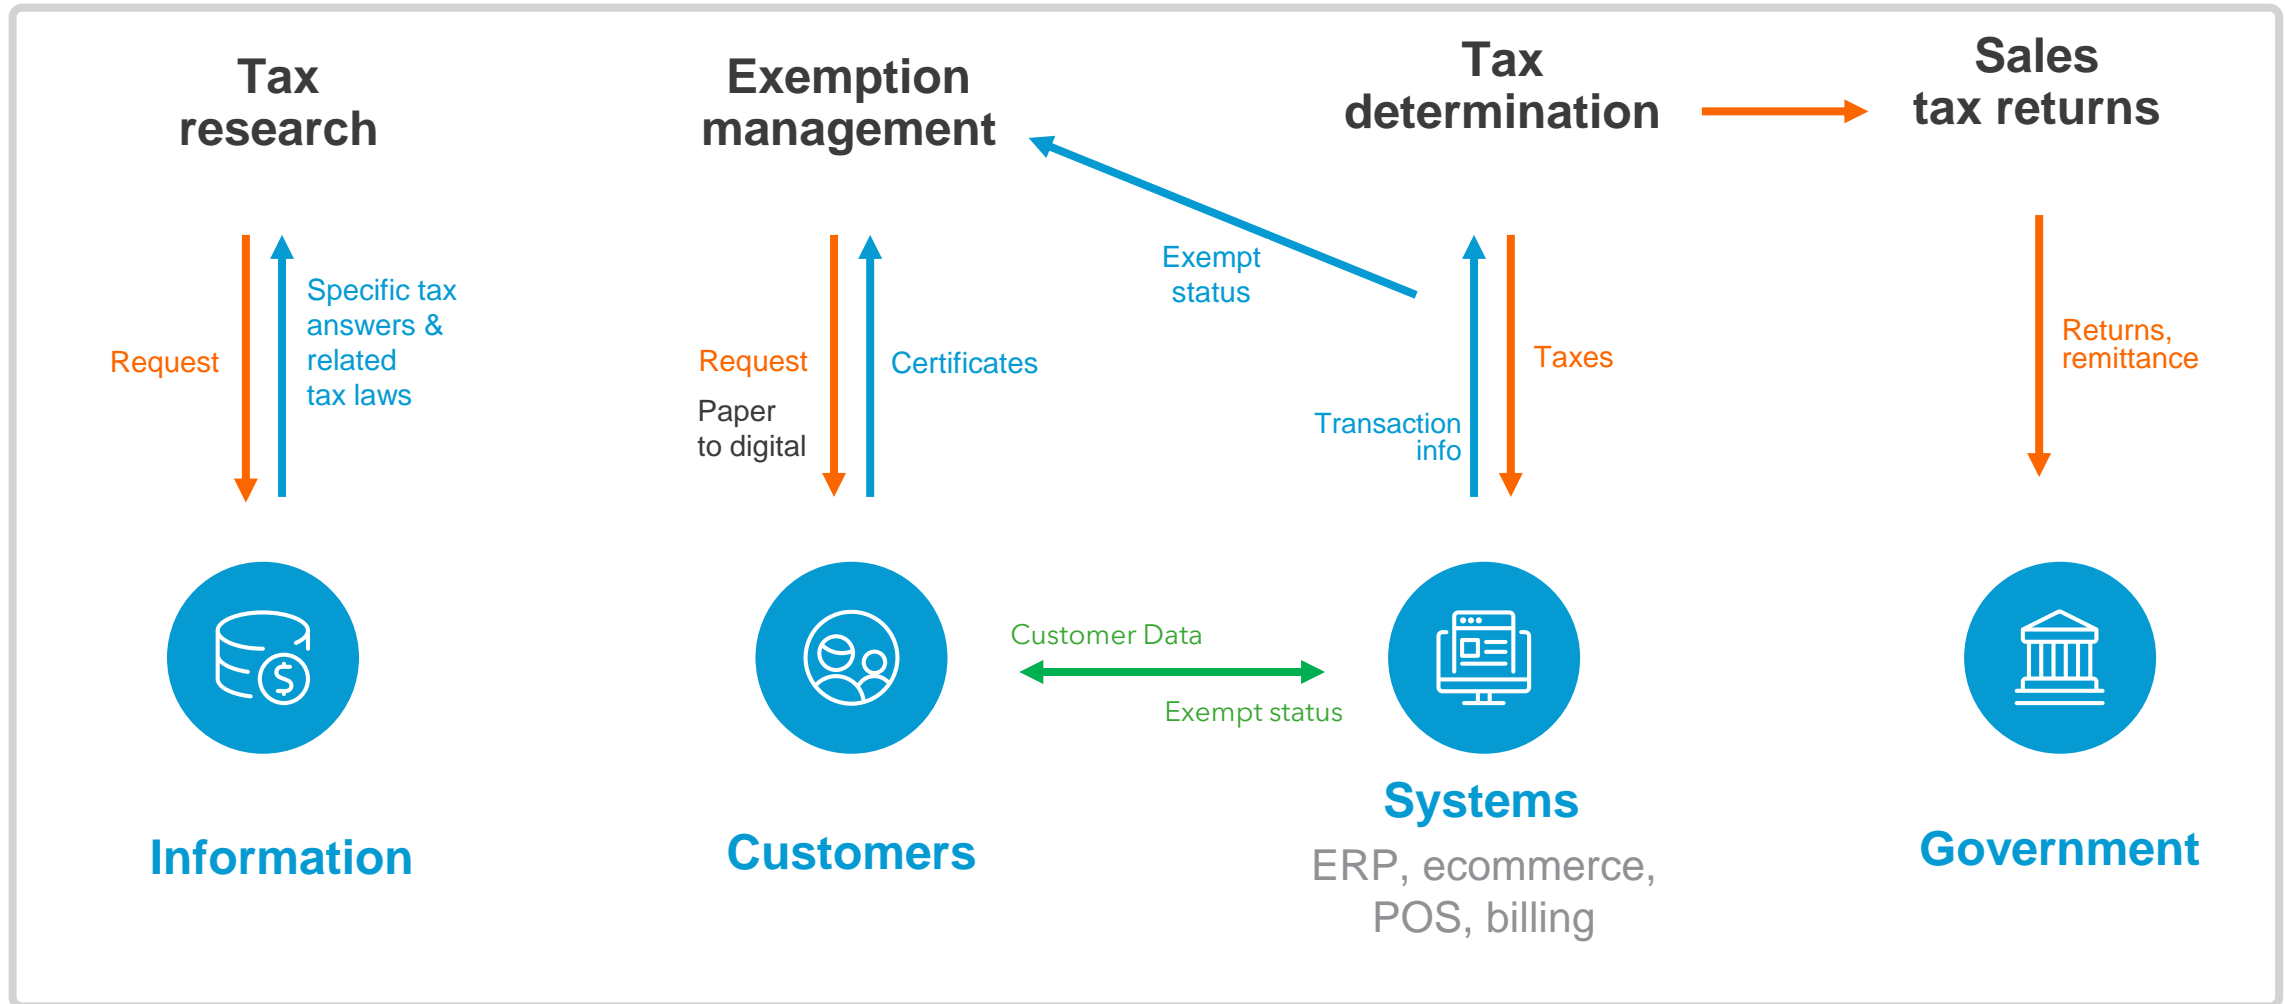 Tax
research
Exemption
management
Tax
determination
Sales
tax returns
Request
Specific tax
answers &
related
tax laws
Request
Paper
to digital
Certificates
Exempt
status
Transaction
info
Taxes
Returns,
remittance
Customer Data
Exempt status
Information
Customers
Systems
ERP, ecommerce,
POS, billing
Government